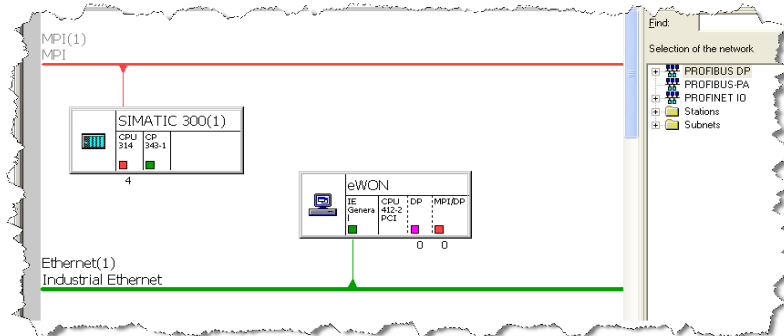 MPI(1)
MPI
SIMATIC 300(1)
CPU
314
CP
343-1
4
eWON
IE
Genera
l
CPU
412-2
PCI
DP
MPI/DP
0
0
Ethernet(1)
Industrial Ethernet
Find:
Selection of the network
PROFIBUS DP
PROFIBUS-PA
PROFINET IO
Stations
Subnets